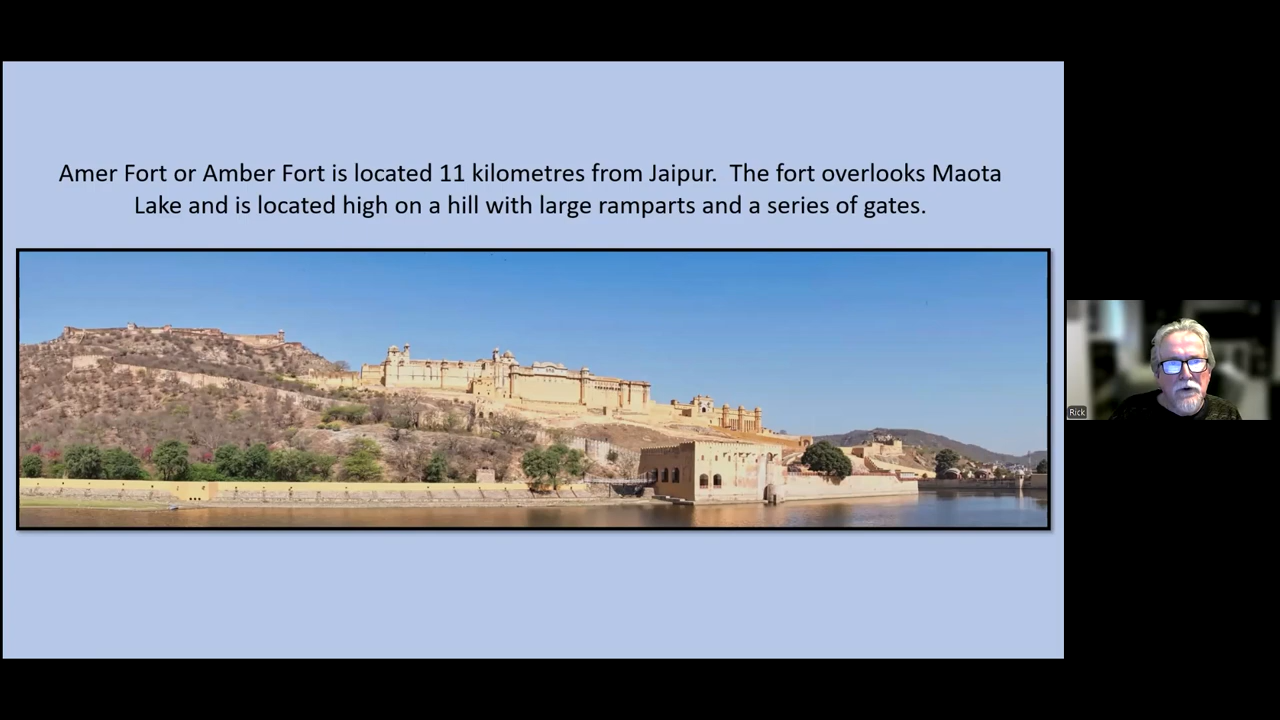 Amer Fort or Amber Fort is located 11 kilometres from Jaipur.  The fort overlooks Maota
Lake and is located high on a hill with large ramparts and a series of gates.
Rick